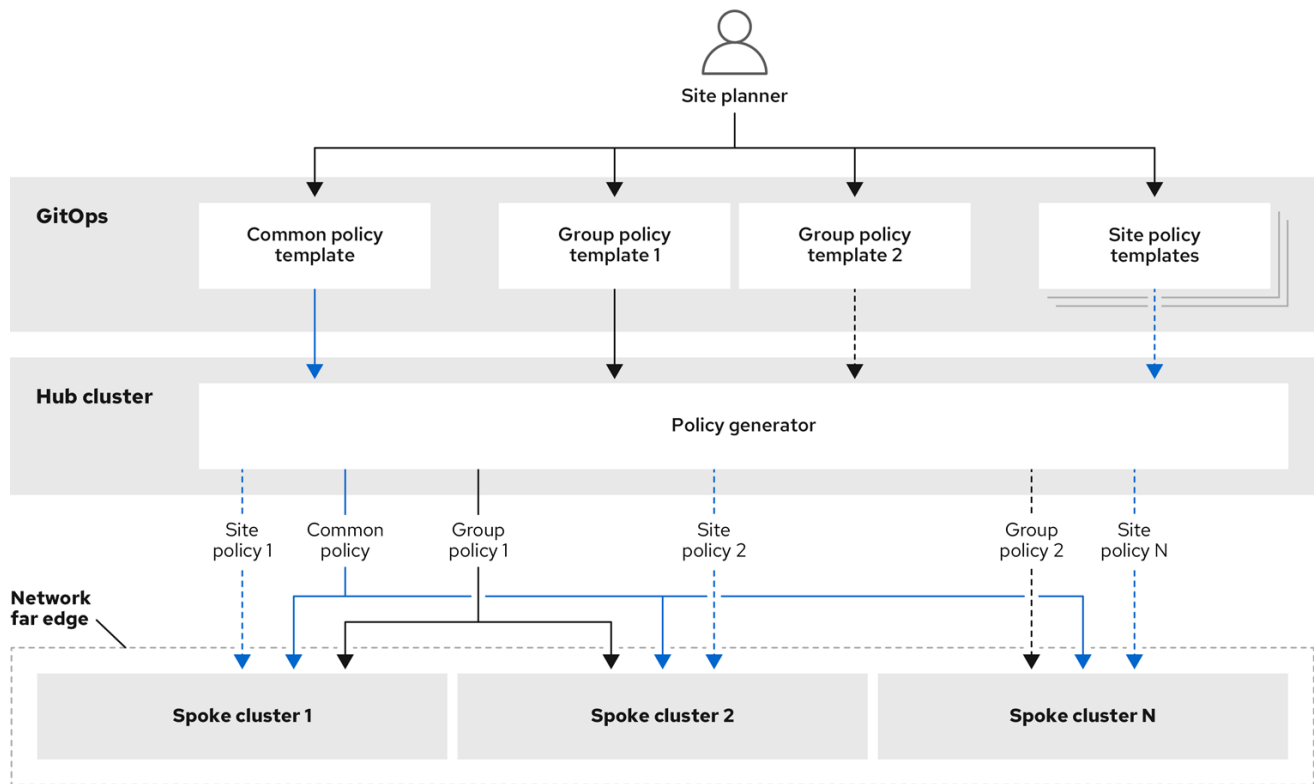 Site planner
GitOps
Common policy
template
Group policy
template 1
Group policy
template 2
Site policy
templates
Hub cluster
Policy generator
Site
policy 1
Common
policy
Group
policy 1
Site
policy 2
Group
policy 2
Site
policy N
Network
far edge
Spoke cluster 1
Spoke cluster 2
Spoke cluster N